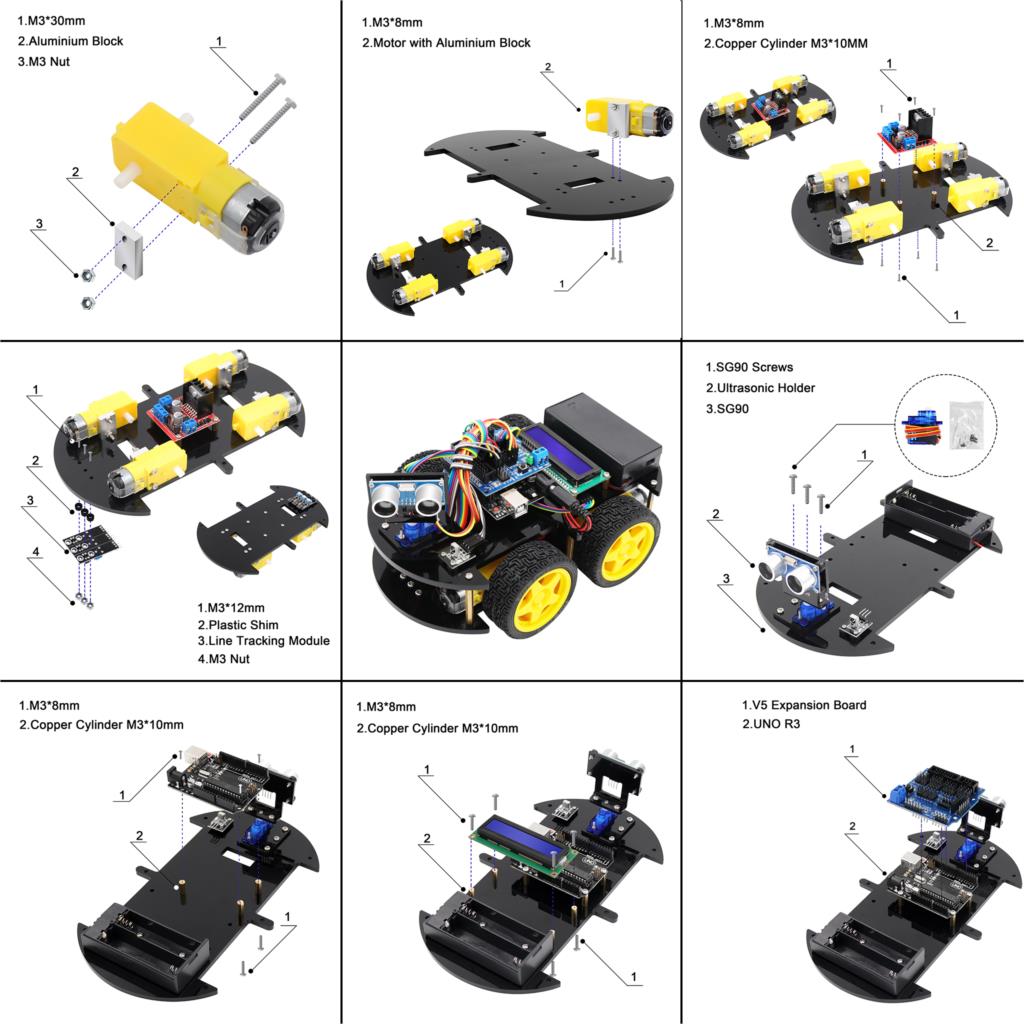 1.M3*30mm
2.Aluminium Block
3.M3 Nut
1
2
3
1.M3*8mm
2.Motor with Aluminium Block
2
1
1.M3*8mm
2.Copper Cylinder M3*10MM
1
2
1
1
2
3
4
1.M3*12mm
2.Plastic Shim
3.Line Tracking Module
4.M3 Nut
1.SG90 Screws
2.Ultrasonic Holder
3.SG90
1
1
2
3
1.M3*8mm
2.Copper Cylinder M3*10mm
1
2
1
1.M3*8mm
2.Copper Cylinder M3*10mm
1
2
1
1.V5 Expansion Board
2.UNO R3
1
2